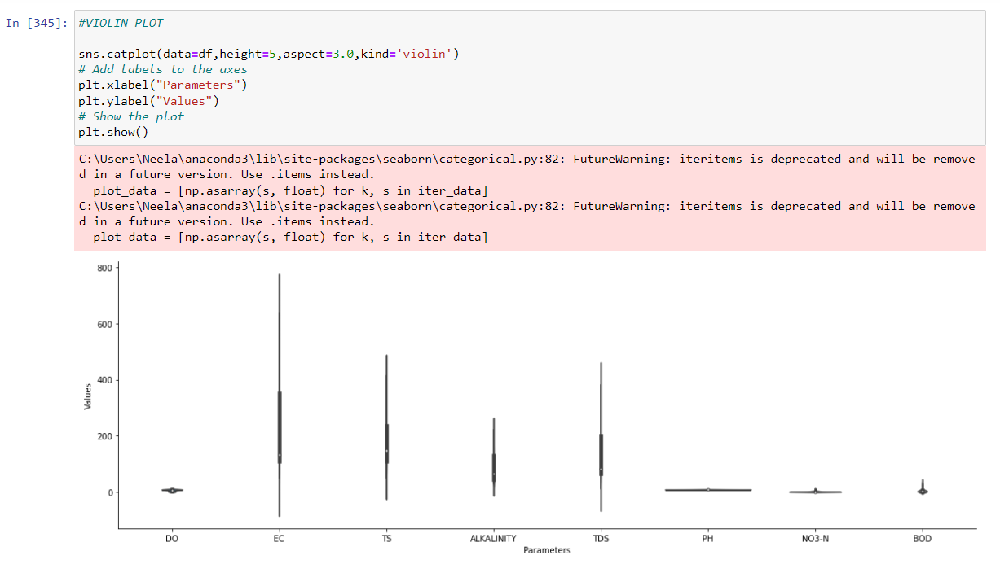 In [345]: #VIOLIN PLOT
sns.catplot(data=df,height=5,aspect=3.0,kind='violin')
# Add labels to the axes
plt.xlabel("Parameters")
plt.ylabel("Values")
# Show the plot
plt.show()
C:\Users\Neela\anaconda3\lib\site-packages\seaborn\categorical.py:82: FutureWarning: iteritems is deprecated and will be remove
d in a future version. Use .items instead.
  plot_data = [np.asarray(s, float) for k, s in iter_data]
C:\Users\Neela\anaconda3\lib\site-packages\seaborn\categorical.py:82: FutureWarning: iteritems is deprecated and will be remove
d in a future version. Use .items instead.
  plot_data = [np.asarray(s, float) for k, s in iter_data]
800
600
400
200
0
Values
DO EC TS ALKALINITY TDS PH NO3-N BOD
Parameters